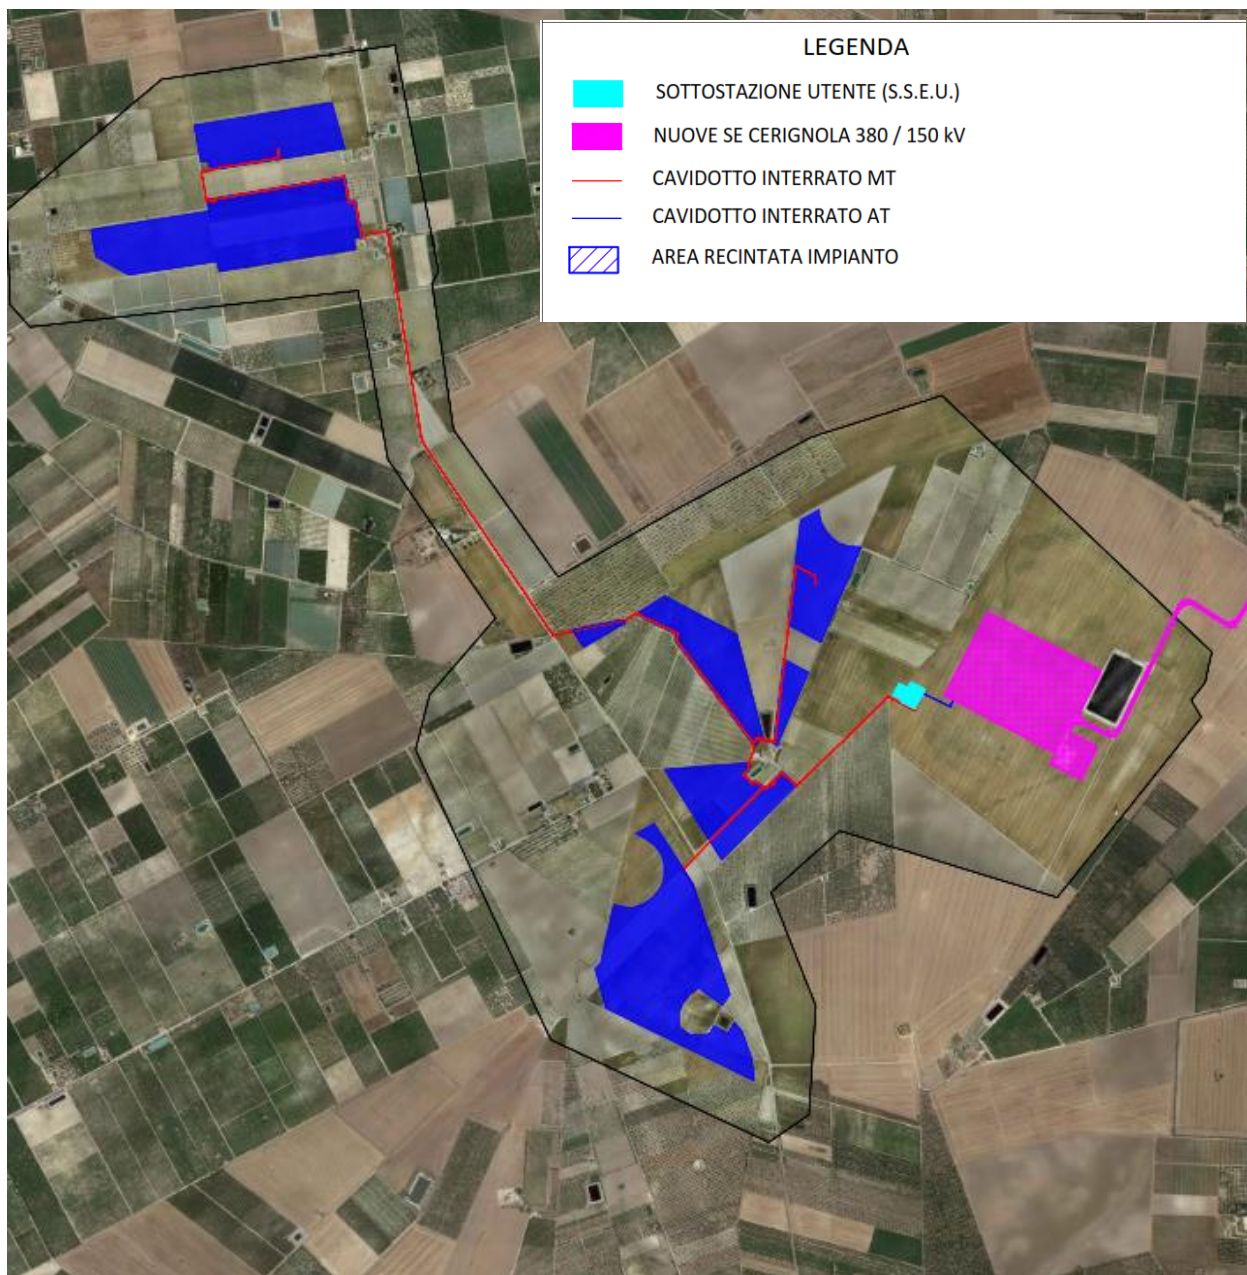 LEGENDA
SOTTOSTAZIONE UTENTE (S.S.E.U.)
NUOVE SE CERIGNOLA 380 / 150 kV
CAVIDOTTO INTERRATO MT
CAVIDOTTO INTERRATO AT
AREA RECINTATA IMPIANTO